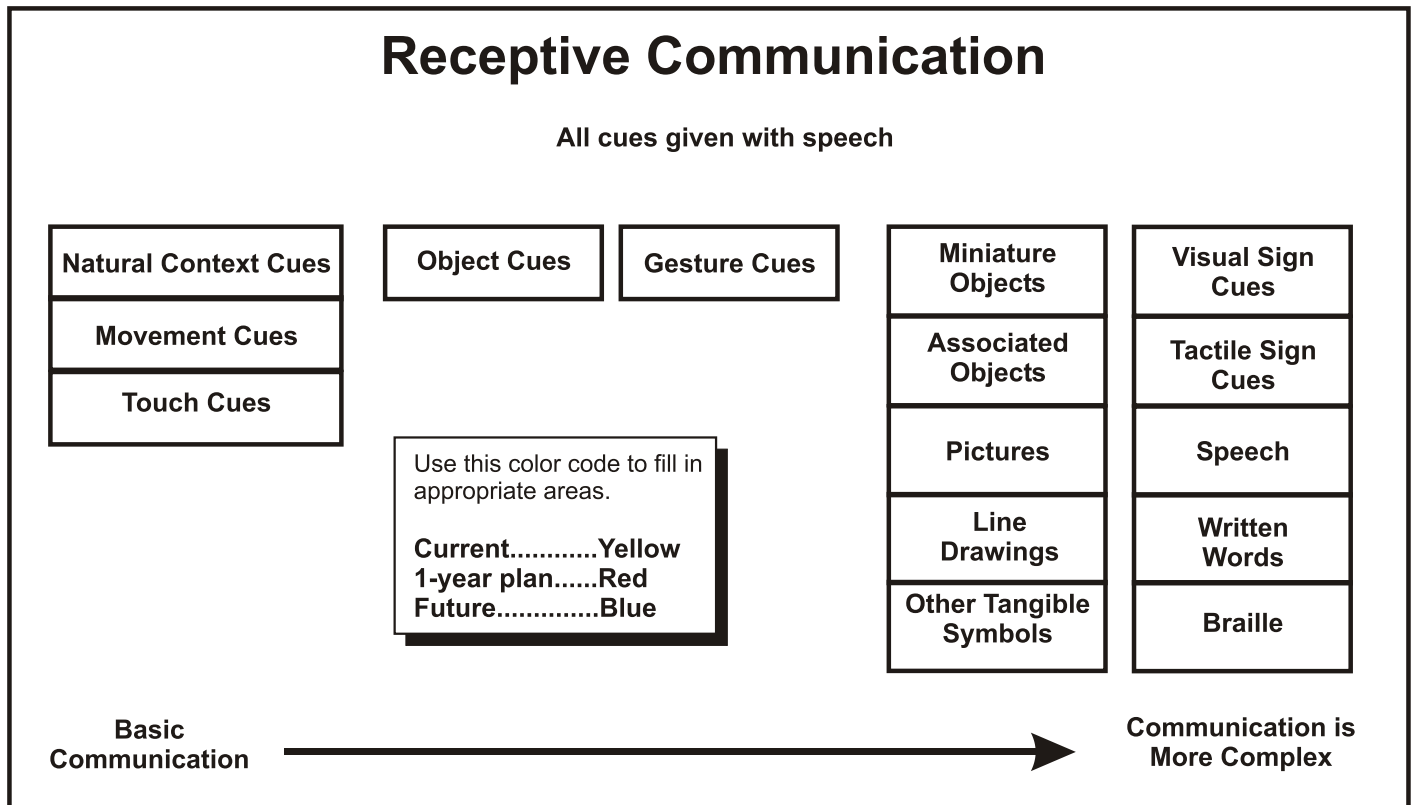 Receptive Communication
All cues given with speech
Natural Context Cues
Movement Cues
Touch Cues
Object Cues
Gesture Cues
Use this color code to fill in
appropriate areas.
Current............Yellow
1-year plan......Red
Future..............Blue
Miniature
Objects
Associated
Objects
Pictures
Line
Drawings
Other Tangible
Symbols
Visual Sign
Cues
Tactile Sign
Cues
Speech
Written
Words
Braille
Basic
Communication
Communication is
More Complex